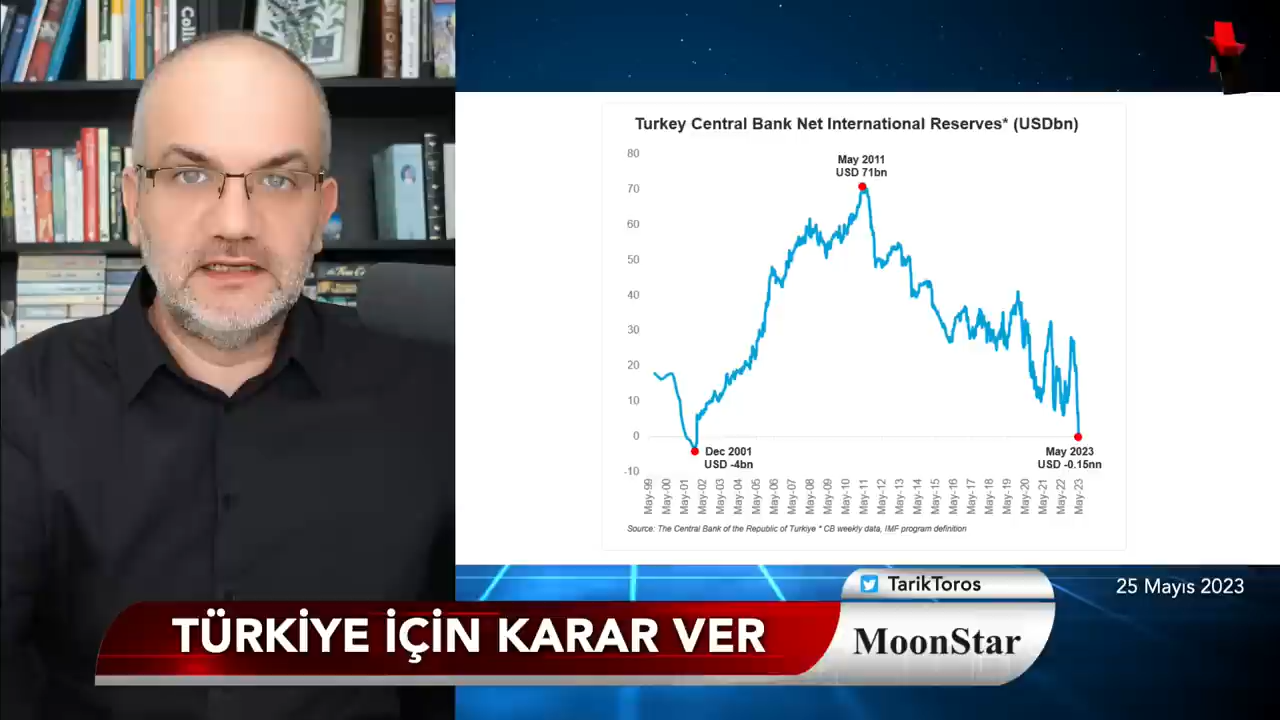 Turkey Central Bank Net International Reserves* (USDbn)
80
70
60
50
40
30
20
10
0
-10
May 2011
USD 71bn
Dec 2001
USD -4bn
May 2023
USD -0.15nn
May-99
May-00
May-01
May-02
May-03
May-04
May-05
May-06
May-07
May-08
May-09
May-10
May-11
May-12
May-13
May-14
May-15
May-16
May-17
May-18
May-19
May-20
May-21
May-22
May-23
Source: The Central Bank of the Republic of Turkiye * CB weekly data, IMF program definition
TarikToros
25 Mayıs 2023
TÜRKİYE İÇİN KARAR VER
MoonStar